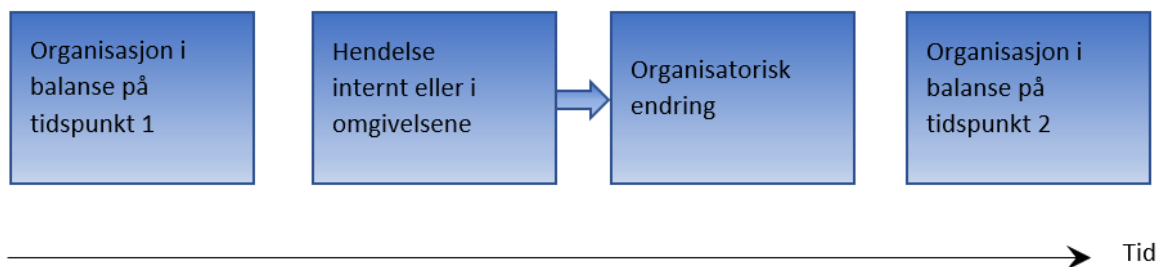 Organisasjon i
balanse på
tidspunkt 1
Hendelse
internt eller i
omgivelsene
Organisatorisk
endring
Organisasjon i
balanse på
tidspunkt 2
Tid